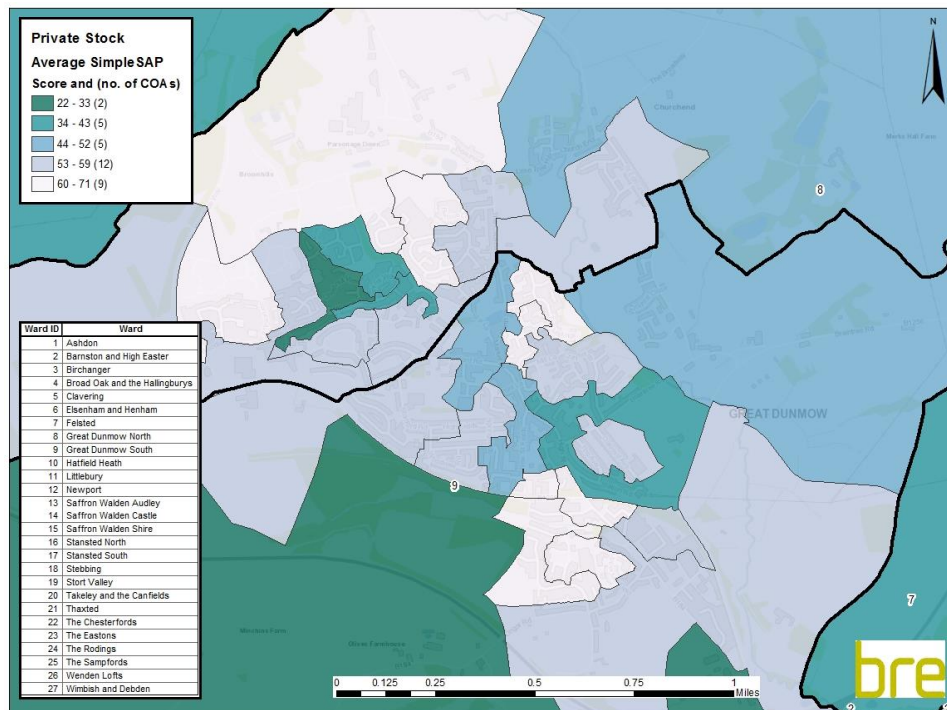 Private Stock
Average SimpleSAP
Score and (no. of COAs)
22 - 33 (2)
34 - 43 (5)
44 - 52 (5)
53 - 59 (12)
60 - 71 (9)
N
Churchend
8
GREAT DUNMOW
9
7
2
Ward ID Ward
1 Ashdon
2 Barnston and High Easter
3 Birchanger
4 Broad Oak and the Hallingburys
5 Clavering
6 Elsenham and Henham
7 Felsted
8 Great Dunmow North
9 Great Dunmow South
10 Hatfield Heath
11 Littlebury
12 Newport
13 Saffron Walden Audley
14 Saffron Walden Castle
15 Saffron Walden Shire
16 Stansted North
17 Stansted South
18 Stebbing
19 Stort Valley
20 Takeley and the Canfields
21 Thaxted
22 The Chesterfords
23 The Eastons
24 The Rodings
25 The Sampfords
26 Wenden Lofts
27 Wimbish and Debden
0 0.125 0.25 0.5 0.75 1
Miles
bre